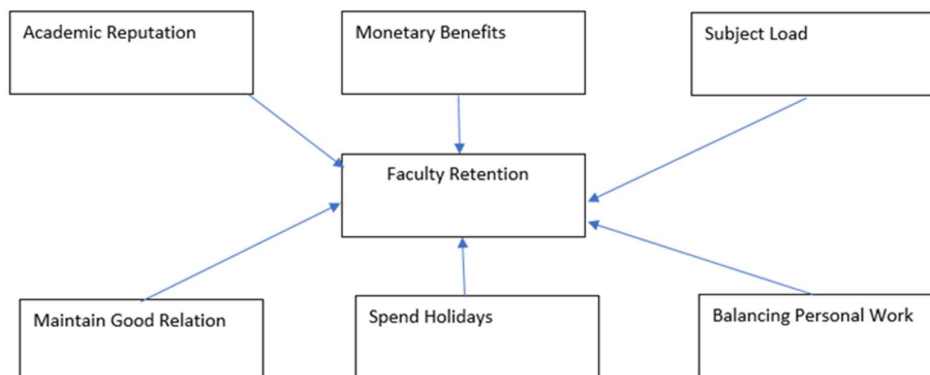 Academic Reputation
Monetary Benefits
Subject Load
Faculty Retention
Maintain Good Relation
Spend Holidays
Balancing Personal Work